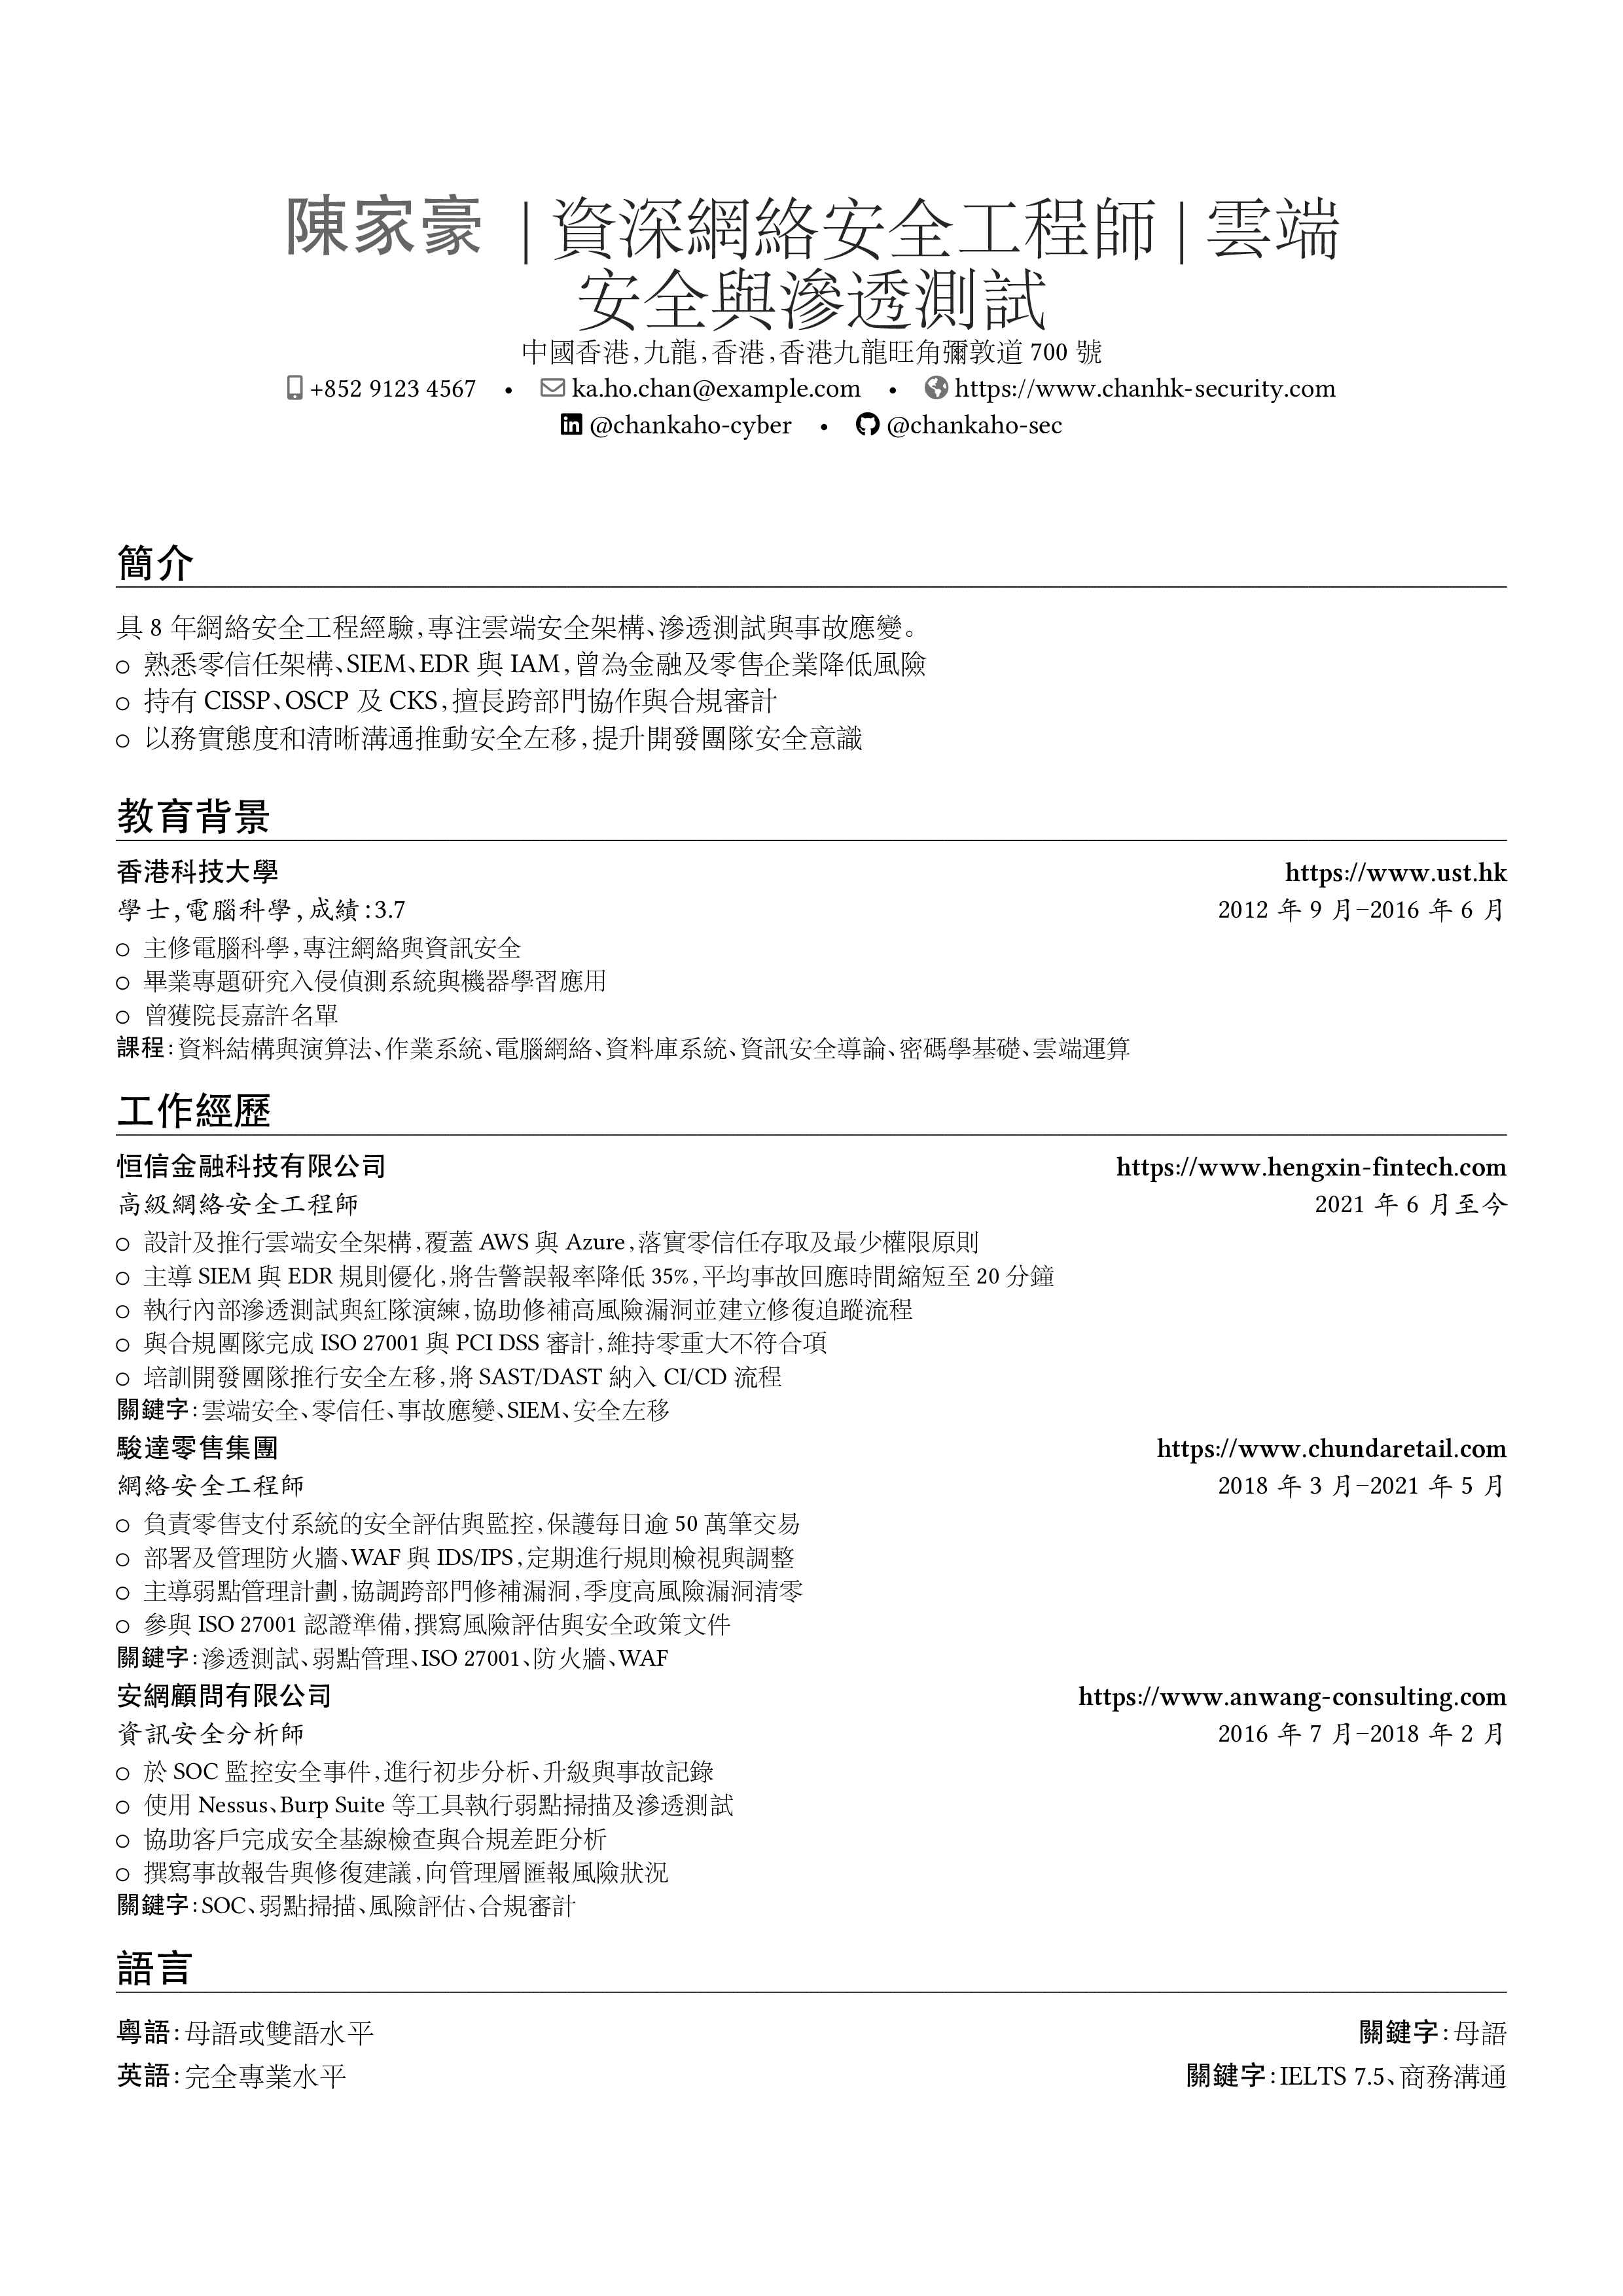 陳家豪 | 資深網絡安全工程師 | 雲端
安全與滲透測試
中國香港,九龍,香港,香港九龍旺角彌敦道 700 號
+852 9123 4567 • ka.ho.chan@example.com • https://www.chanhk-security.com
@chankaho-cyber • @chankaho-sec
簡介
具 8 年網絡安全工程經驗,專注雲端安全架構、滲透測試與事故應變。
○ 熟悉零信任架構、SIEM、EDR 與 IAM,曾為金融及零售企業降低風險
○ 持有 CISSP、OSCP 及 CKS,擅長跨部門協作與合規審計
○ 以務實態度和清晰溝通推動安全左移,提升開發團隊安全意識
教育背景
香港科技大學 https://www.ust.hk
學士,電腦科學,成績:3.7 2012 年 9 月–2016 年 6 月
○ 主修電腦科學,專注網絡與資訊安全
○ 畢業專題研究入侵偵測系統與機器學習應用
○ 曾獲院長嘉許名單
課程:資料結構與演算法、作業系統、電腦網絡、資料庫系統、資訊安全導論、密碼學基礎、雲端運算
工作經歷
恒信金融科技有限公司 https://www.hengxin-fintech.com
高級網絡安全工程師 2021 年 6 月至今
○ 設計及推行雲端安全架構,覆蓋 AWS 與 Azure,落實零信任存取及最少權限原則
○ 主導 SIEM 與 EDR 規則優化,將告警誤報率降低 35%,平均事故回應時間縮短至 20 分鐘
○ 執行內部滲透測試與紅隊演練,協助修補高風險漏洞並建立修復追蹤流程
○ 與合規團隊完成 ISO 27001 與 PCI DSS 審計,維持零重大不符合項
○ 培訓開發團隊推行安全左移,將 SAST/DAST 納入 CI/CD 流程
關鍵字:雲端安全、零信任、事故應變、SIEM、安全左移
駿達零售集團 https://www.chundaretail.com
網絡安全工程師 2018 年 3 月–2021 年 5 月
○ 負責零售支付系統的安全評估與監控,保護每日逾 50 萬筆交易
○ 部署及管理防火牆、WAF 與 IDS/IPS,定期進行規則檢視與調整
○ 主導弱點管理計劃,協調跨部門修補漏洞,季度高風險漏洞清零
○ 參與 ISO 27001 認證準備,撰寫風險評估與安全政策文件
關鍵字:滲透測試、弱點管理、ISO 27001、防火牆、WAF
安網顧問有限公司 https://www.anwang-consulting.com
資訊安全分析師 2016 年 7 月–2018 年 2 月
○ 於 SOC 監控安全事件,進行初步分析、升級與事故記錄
○ 使用 Nessus、Burp Suite 等工具執行弱點掃描及滲透測試
○ 協助客戶完成安全基線檢查與合規差距分析
○ 撰寫事故報告與修復建議,向管理層匯報風險狀況
關鍵字:SOC、弱點掃描、風險評估、合規審計
語言
粵語:母語或雙語水平 關鍵字:母語
英語:完全專業水平 關鍵字:IELTS 7.5、商務溝通